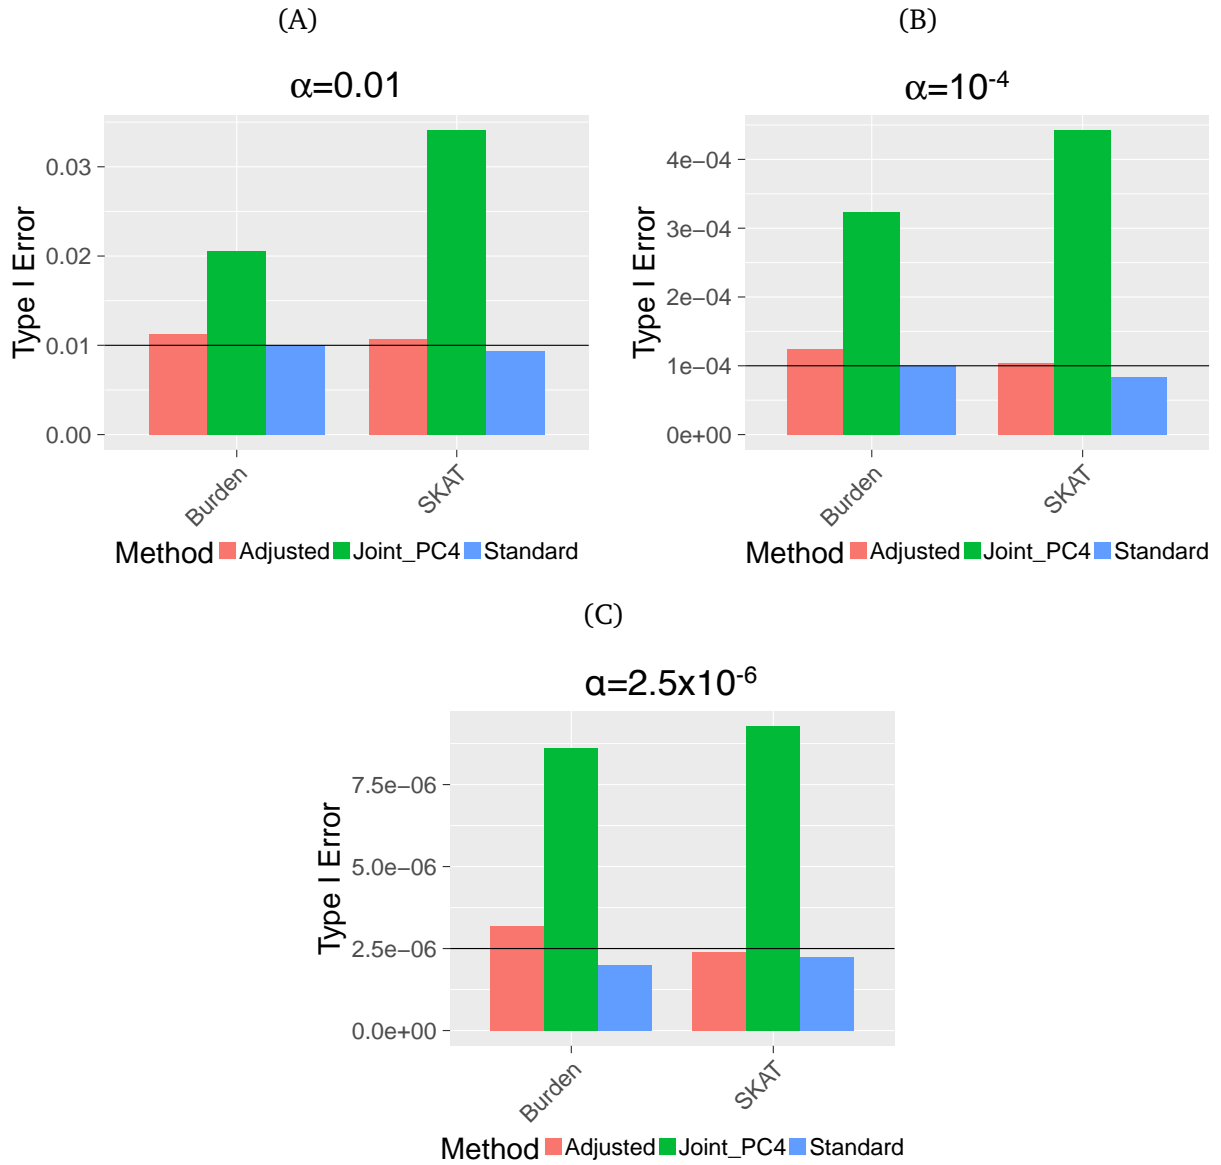 (A)
α=0.01
Type I Error
0.03
0.02
0.01
0.00
Burden
SKAT
Method Adjusted Joint_PC4 Standard
(B)
α=10⁻⁴
Type I Error
4e−04
3e−04
2e−04
1e−04
0e+00
Burden
SKAT
Method Adjusted Joint_PC4 Standard
(C)
α=2.5x10⁻⁶
Type I Error
7.5e−06
5.0e−06
2.5e−06
0.0e+00
Burden
SKAT
Method Adjusted Joint_PC4 Standard